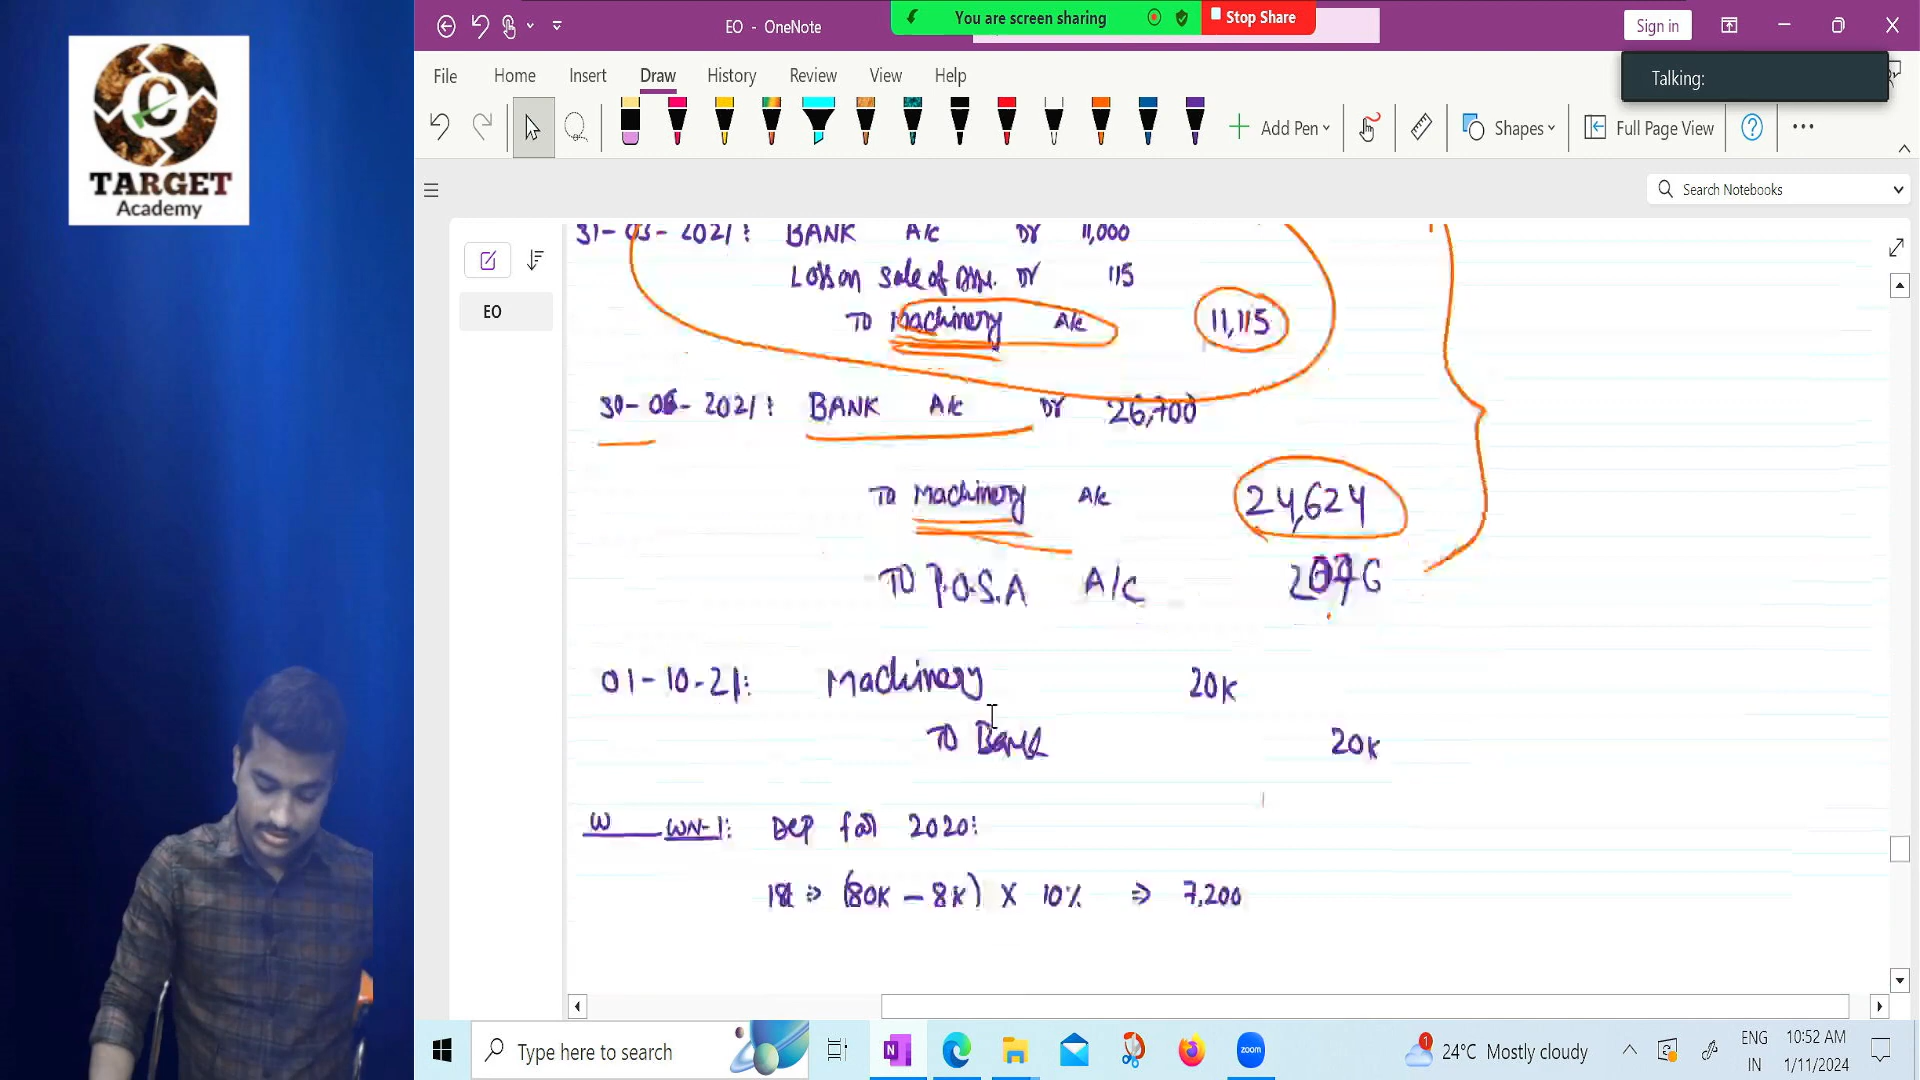 TARGET
Academy
EO - OneNote
You are screen sharing
Stop Share
Sign in
File Home Insert Draw History Review View Help
Talking:
Add Pen
Shapes
Full Page View
Search Notebooks
EO
31-03-2021: BANK A/c Dr 11,000
Loss on sale of Dr 115
TO Machinery A/c 11,115
30-06-2021: BANK A/c Dr 26,700
TO Machinery A/c 24,624
TO P.O.S.A A/C 2076
01-10-21: Machinery 20K
TO Bank 20K
W WN-1: Dep for 2020:
⇒ (80K - 8K) X 10% ⇒ 7,200
Type here to search
zoom
1
24°C Mostly cloudy
ENG
IN
10:52 AM
1/11/2024